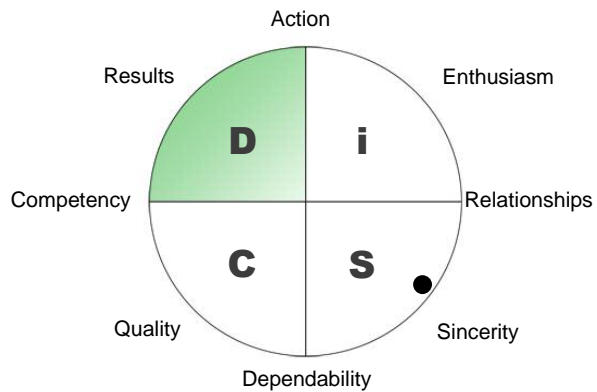 Action
Results
Enthusiasm
D
i
Competency
Relationships
C
S
Quality
Sincerity
Dependability